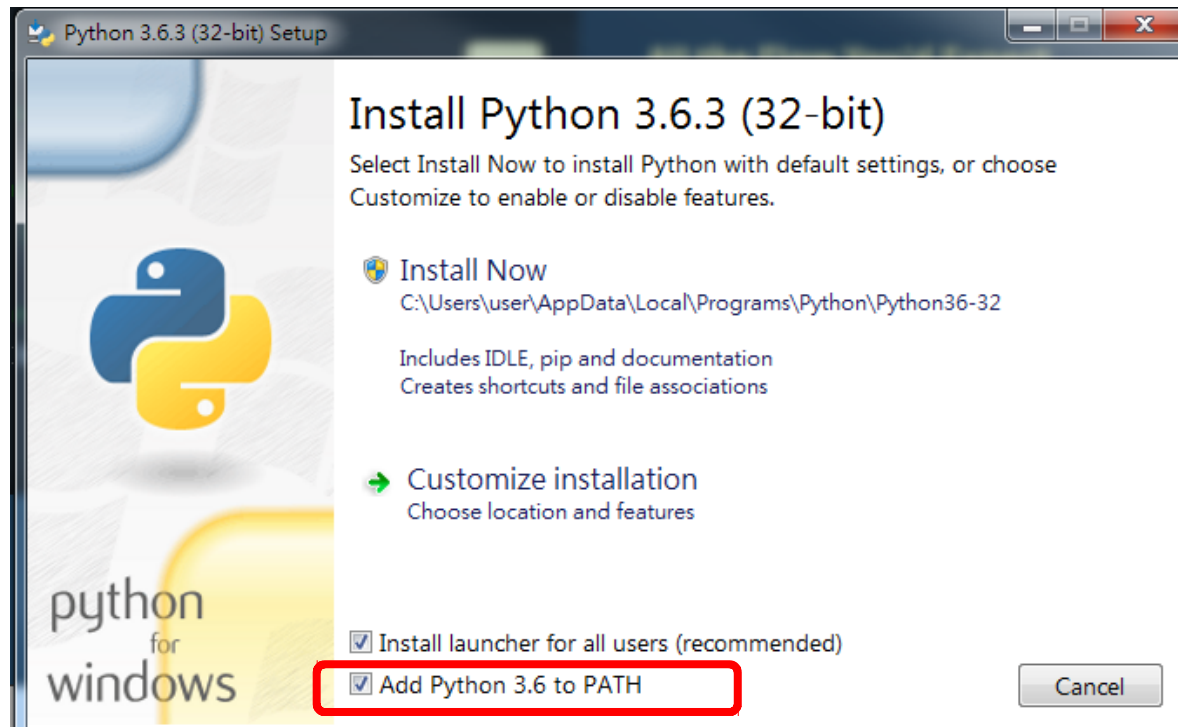 Python 3.6.3 (32-bit) Setup
Install Python 3.6.3 (32-bit)
Select Install Now to install Python with default settings, or choose
Customize to enable or disable features.
Install Now
C:\Users\user\AppData\Local\Programs\Python\Python36-32
Includes IDLE, pip and documentation
Creates shortcuts and file associations
Customize installation
Choose location and features
python
for
windows
Install launcher for all users (recommended)
Add Python 3.6 to PATH
Cancel